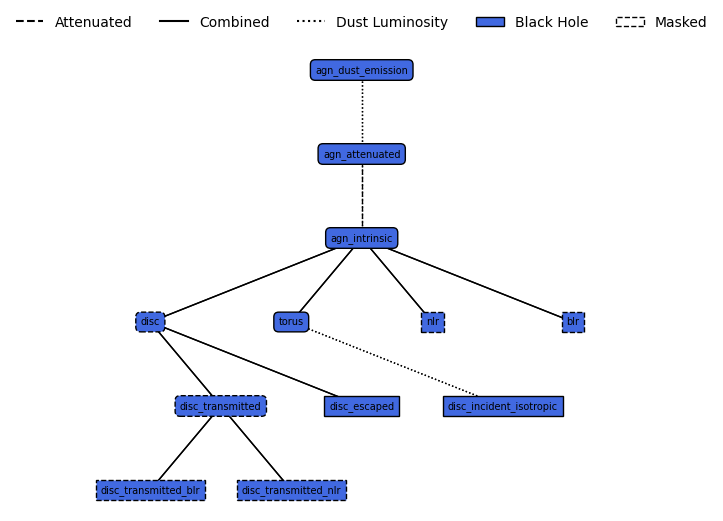 Attenuated Combined Dust Luminosity Black Hole Masked
agn_dust_emission
agn_attenuated
agn_intrinsic
disc torus nlr blr
disc_transmitted disc_escaped disc_incident_isotropic
disc_transmitted_blr disc_transmitted_nlr